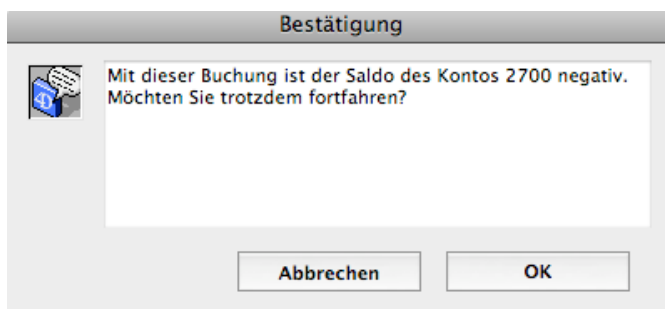 Bestätigung
Mit dieser Buchung ist der Saldo des Kontos 2700 negativ.
Möchten Sie trotzdem fortfahren?
Abbrechen
OK